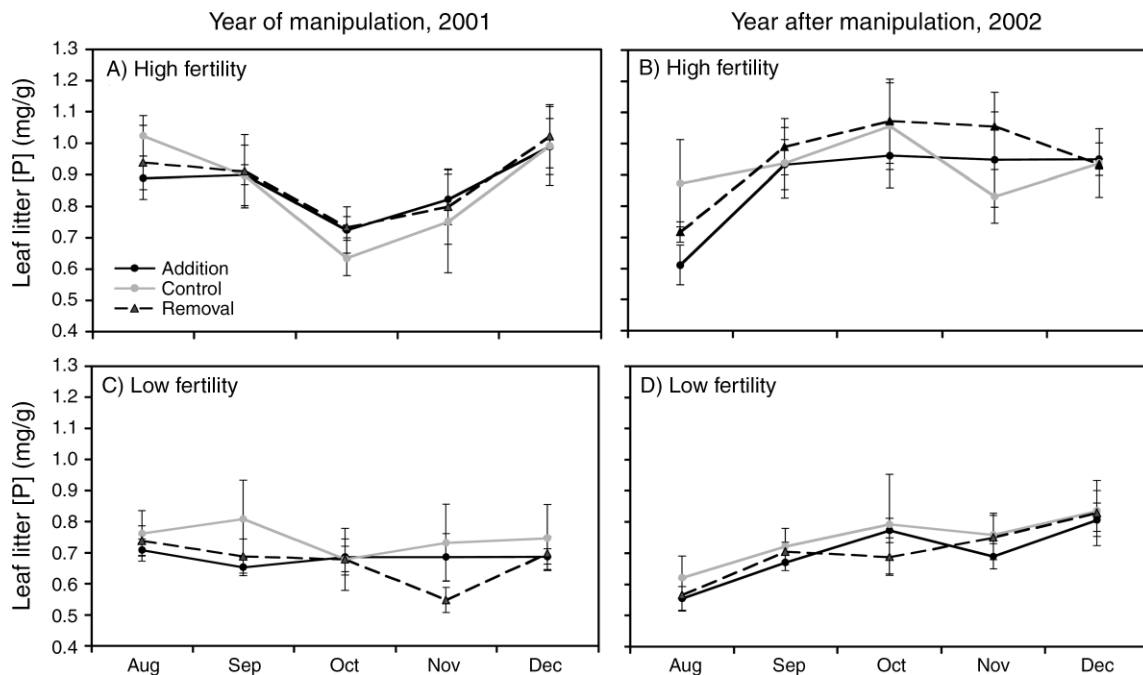 Year of manipulation, 2001
Year after manipulation, 2002
Leaf litter [P] (mg/g)
1.3
1.2
1.1
1.0
0.9
0.8
0.7
0.6
0.5
0.4
A) High fertility
Addition
Control
Removal
B) High fertility
Leaf litter [P] (mg/g)
1.3
1.2
1.1
1.0
0.9
0.8
0.7
0.6
0.5
0.4
C) Low fertility
D) Low fertility
Aug Sep Oct Nov Dec
Aug Sep Oct Nov Dec